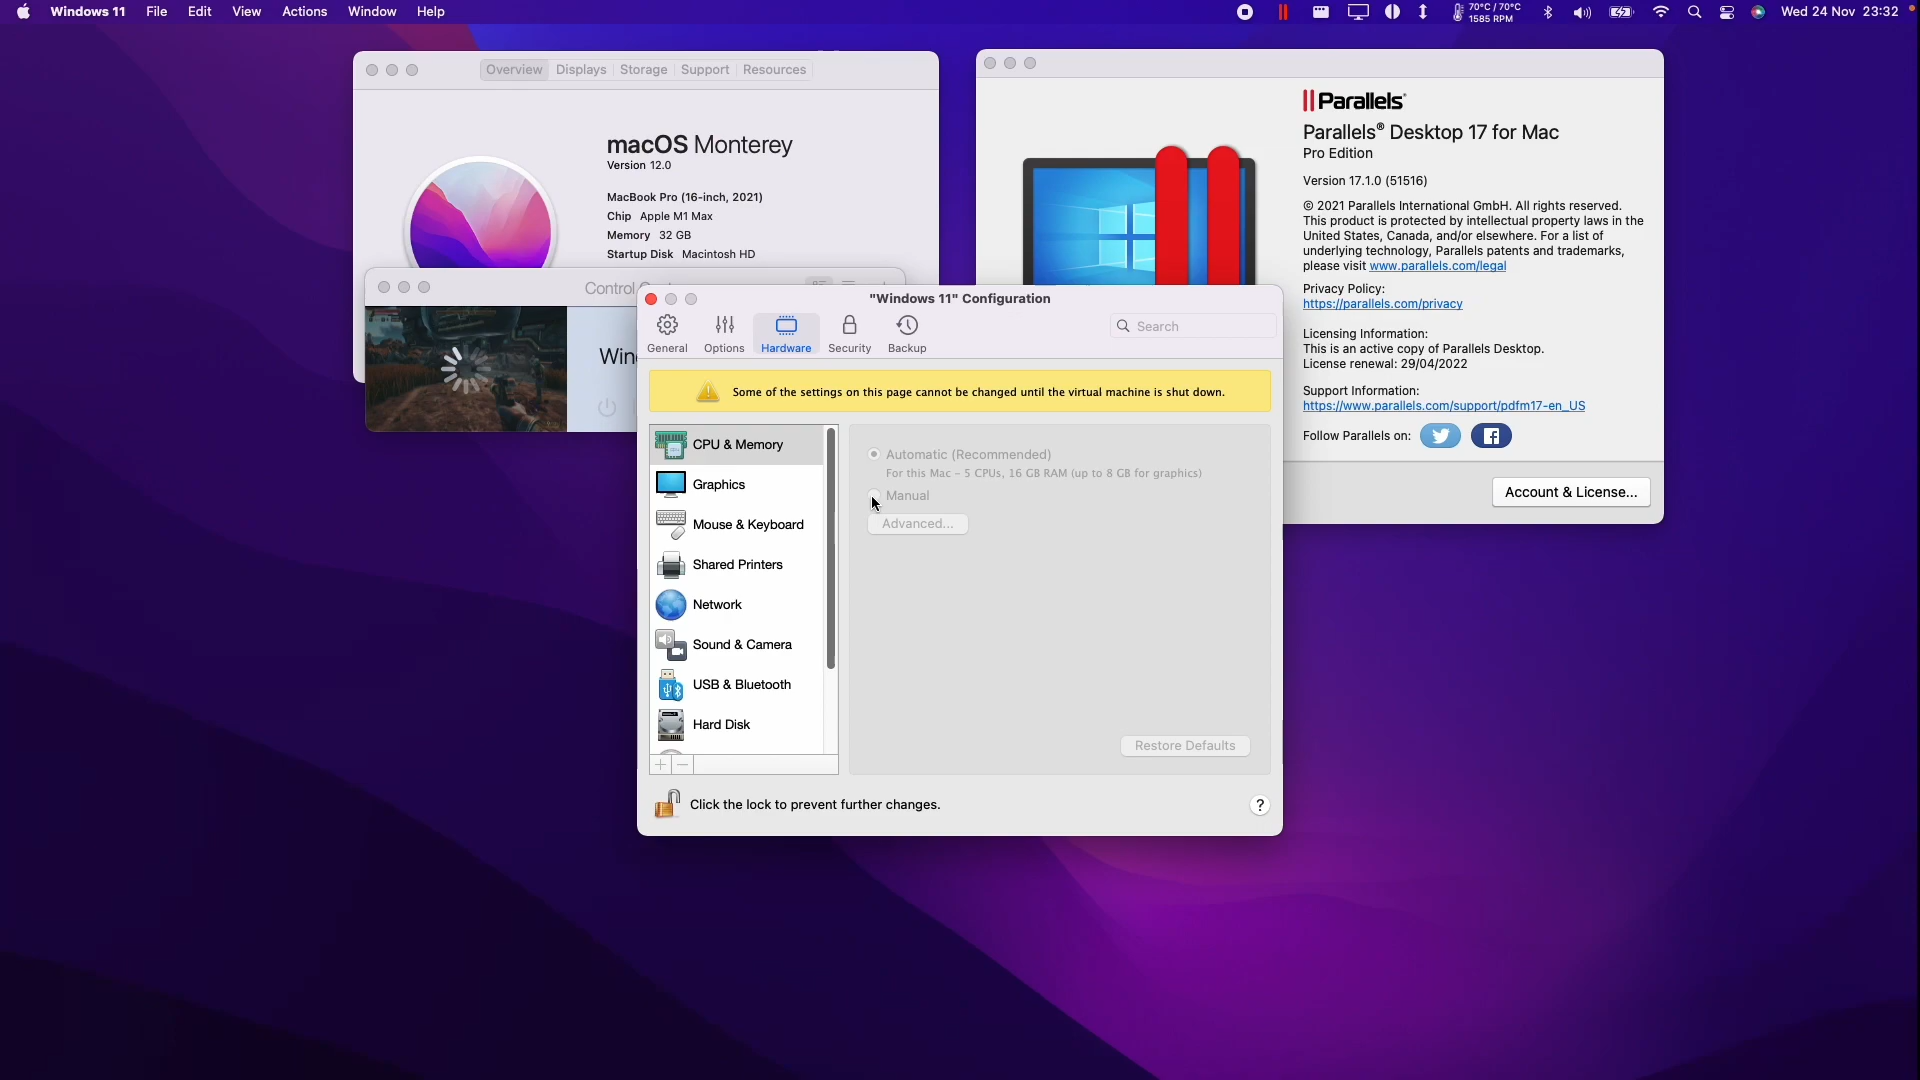 Windows 11 File Edit View Actions Window Help
70°C / 70°C
1585 RPM
Wed 24 Nov 23:32
Overview Displays Storage Support Resources
macOS Monterey
Version 12.0
MacBook Pro (16-inch, 2021)
Chip Apple M1 Max
Memory 32 GB
Startup Disk Macintosh HD
Parallels®
Parallels® Desktop 17 for Mac
Pro Edition
Version 17.1.0 (51516)
© 2021 Parallels International GmbH. All rights reserved.
This product is protected by intellectual property laws in the
United States, Canada, and/or elsewhere. For a list of
underlying technology, Parallels patents and trademarks,
please visit www.parallels.com/legal
Privacy Policy:
https://parallels.com/privacy
Licensing Information:
This is an active copy of Parallels Desktop.
License renewal: 29/04/2022
Support Information:
https://www.parallels.com/support/pdfm17-en_US
Follow Parallels on:
Account & License...
Control
"Windows 11" Configuration
General Options Hardware Security Backup
Search
Some of the settings on this page cannot be changed until the virtual machine is shut down.
CPU & Memory
Graphics
Mouse & Keyboard
Shared Printers
Network
Sound & Camera
USB & Bluetooth
Hard Disk
Automatic (Recommended)
For this Mac – 5 CPUs, 16 GB RAM (up to 8 GB for graphics)
Manual
Advanced...
Restore Defaults
Click the lock to prevent further changes.
?